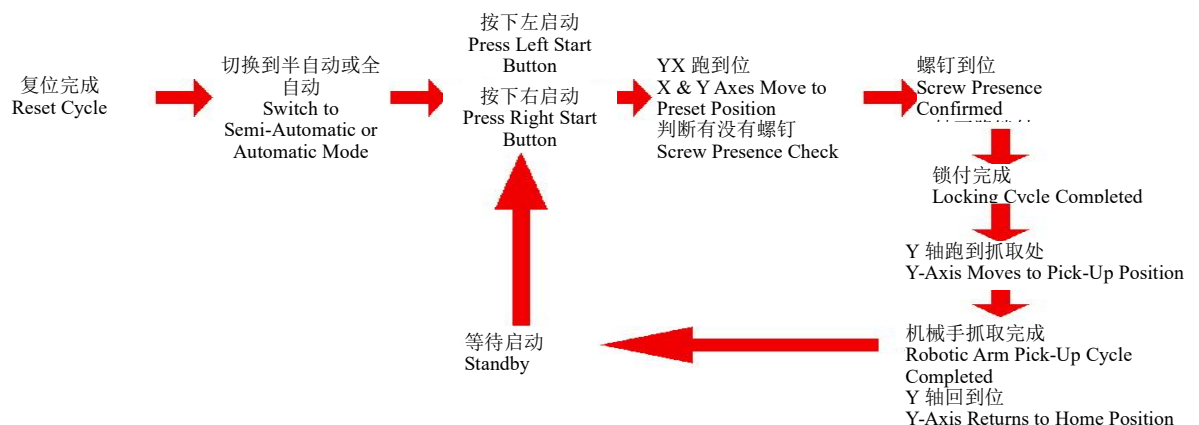 复位完成
Reset Cycle
切换到半自动或全
自动
Switch to
Semi-Automatic or
Automatic Mode
按下左启动
Press Left Start
Button
按下右启动
Press Right Start
Button
YX 跑到位
X & Y Axes Move to
Preset Position
判断有没有螺钉
Screw Presence Check
螺钉到位
Screw Presence
Confirmed
锁付完成
Locking Cycle Completed
Y 轴跑到抓取处
Y-Axis Moves to Pick-Up Position
机械手抓取完成
Robotic Arm Pick-Up Cycle
Completed
Y 轴回到位
Y-Axis Returns to Home Position
等待启动
Standby